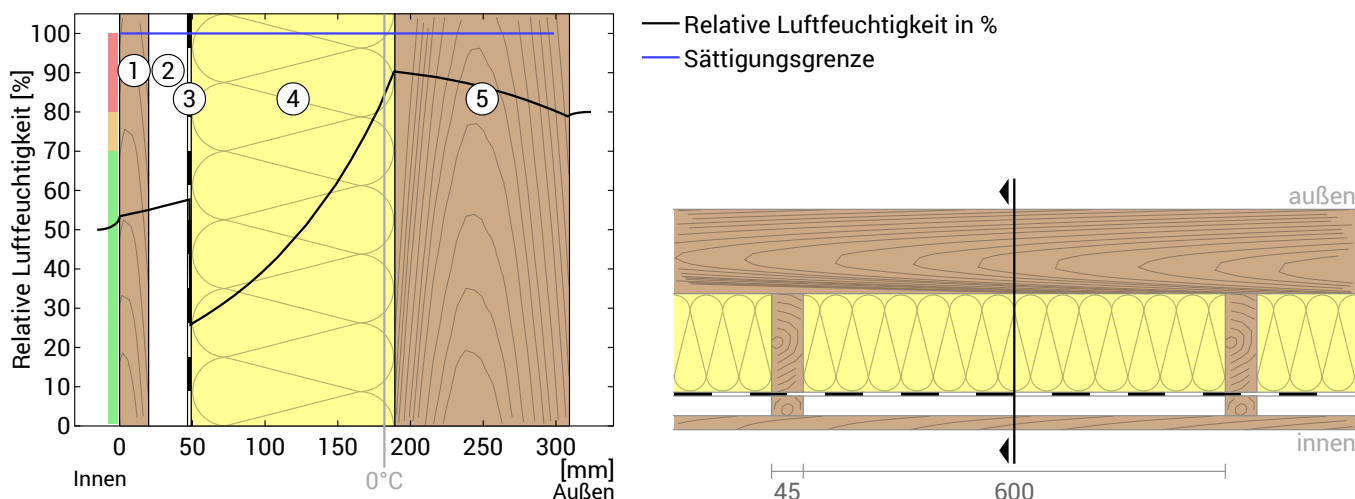 Relative Luftfeuchtigkeit [%]
100
90
80
70
60
50
40
30
20
10
0
1
2
3
4
5
0
50
100
150
200
250
300
[mm]
Innen
0°C
Außen
Relative Luftfeuchtigkeit in %
Sättigungsgrenze
außen
innen
45
600